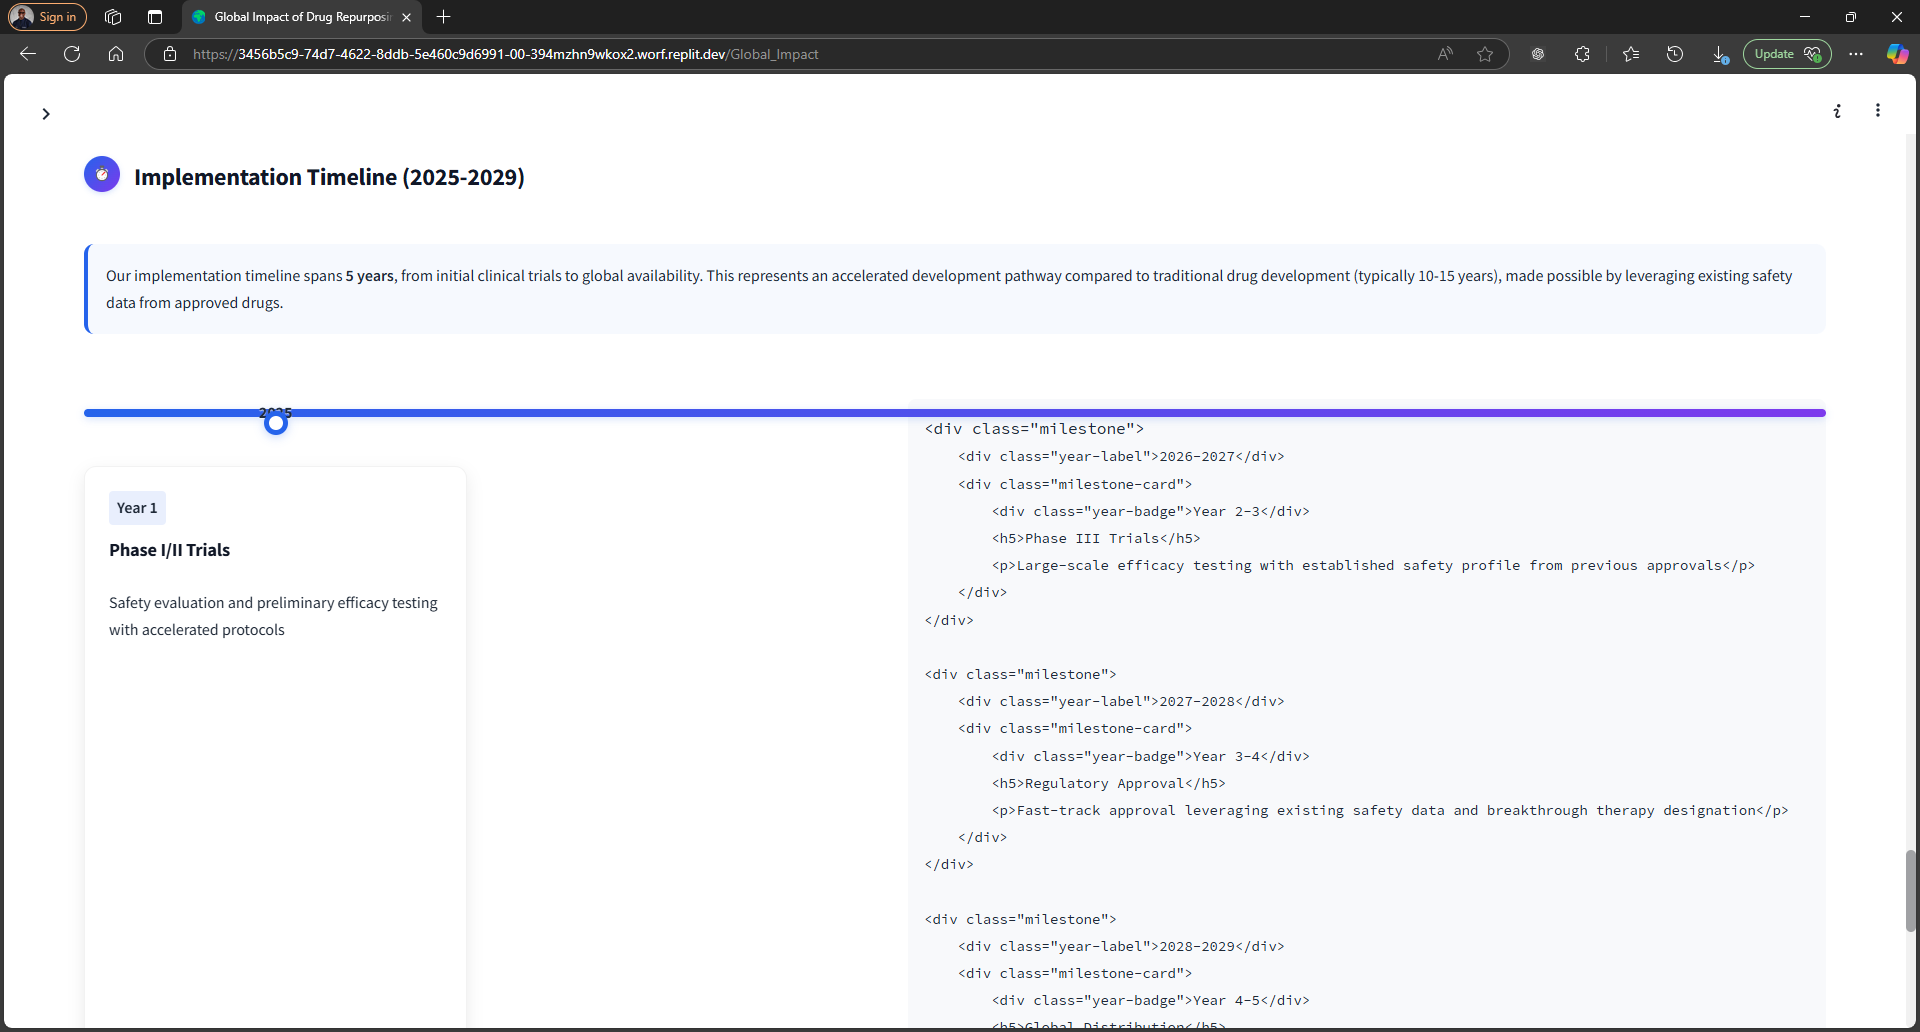 Sign in
Global Impact of Drug Repurposi
https://3456b5c9-74d7-4622-8ddb-5e460c9d6991-00-394mzhn9wkox2.worf.replit.dev/Global_Impact
Update
Implementation Timeline (2025-2029)
Our implementation timeline spans 5 years, from initial clinical trials to global availability. This represents an accelerated development pathway compared to traditional drug development (typically 10-15 years), made possible by leveraging existing safety
data from approved drugs.
2025
Year 1
Phase I/II Trials
Safety evaluation and preliminary efficacy testing
with accelerated protocols
<div class="milestone">
<div class="year-label">2026-2027</div>
<div class="milestone-card">
<div class="year-badge">Year 2-3</div>
<h5>Phase III Trials</h5>
<p>Large-scale efficacy testing with established safety profile from previous approvals</p>
</div>
</div>
<div class="milestone">
<div class="year-label">2027-2028</div>
<div class="milestone-card">
<div class="year-badge">Year 3-4</div>
<h5>Regulatory Approval</h5>
<p>Fast-track approval leveraging existing safety data and breakthrough therapy designation</p>
</div>
</div>
<div class="milestone">
<div class="year-label">2028-2029</div>
<div class="milestone-card">
<div class="year-badge">Year 4-5</div>
<h5>Global Distribution</h5>